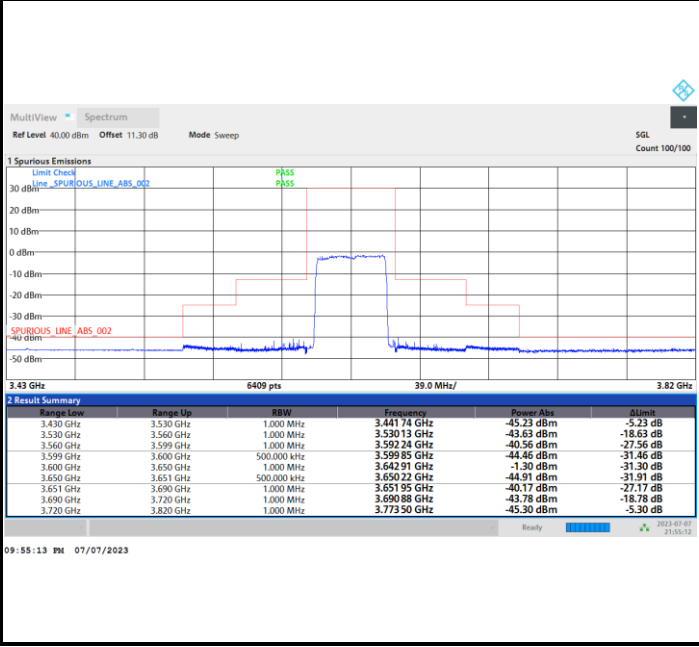 MultiView Spectrum
Ref Level 40.00 dBm Offset 11.30 dB Mode Sweep SGL
Count 100/100
1 Spurious Emissions
Limit Check PASS
Line _SPURIOUS_LINE_ABS_002 PASS
30 dBm
20 dBm
10 dBm
0 dBm
-10 dBm
-20 dBm
-30 dBm
_SPURIOUS_LINE_ABS_002
-40 dBm
-50 dBm
3.43 GHz 6409 pts 39.0 MHz/ 3.82 GHz
2 Result Summary
Range Low Range Up RBW Frequency Power Abs ΔLimit
3.430 GHz 3.530 GHz 1.000 MHz 3.441 74 GHz -45.23 dBm -5.23 dB
3.530 GHz 3.560 GHz 1.000 MHz 3.530 13 GHz -43.63 dBm -18.63 dB
3.560 GHz 3.599 GHz 1.000 MHz 3.592 24 GHz -40.56 dBm -27.56 dB
3.599 GHz 3.600 GHz 500.000 kHz 3.599 85 GHz -44.46 dBm -31.46 dB
3.600 GHz 3.650 GHz 1.000 MHz 3.642 91 GHz -1.30 dBm -31.30 dB
3.650 GHz 3.651 GHz 500.000 kHz 3.650 22 GHz -44.91 dBm -31.91 dB
3.651 GHz 3.690 GHz 1.000 MHz 3.651 95 GHz -40.17 dBm -27.17 dB
3.690 GHz 3.720 GHz 1.000 MHz 3.690 88 GHz -43.78 dBm -18.78 dB
3.720 GHz 3.820 GHz 1.000 MHz 3.773 50 GHz -45.30 dBm -5.30 dB
Ready 2023-07-07
21:55:12
09:55:13 PM 07/07/2023